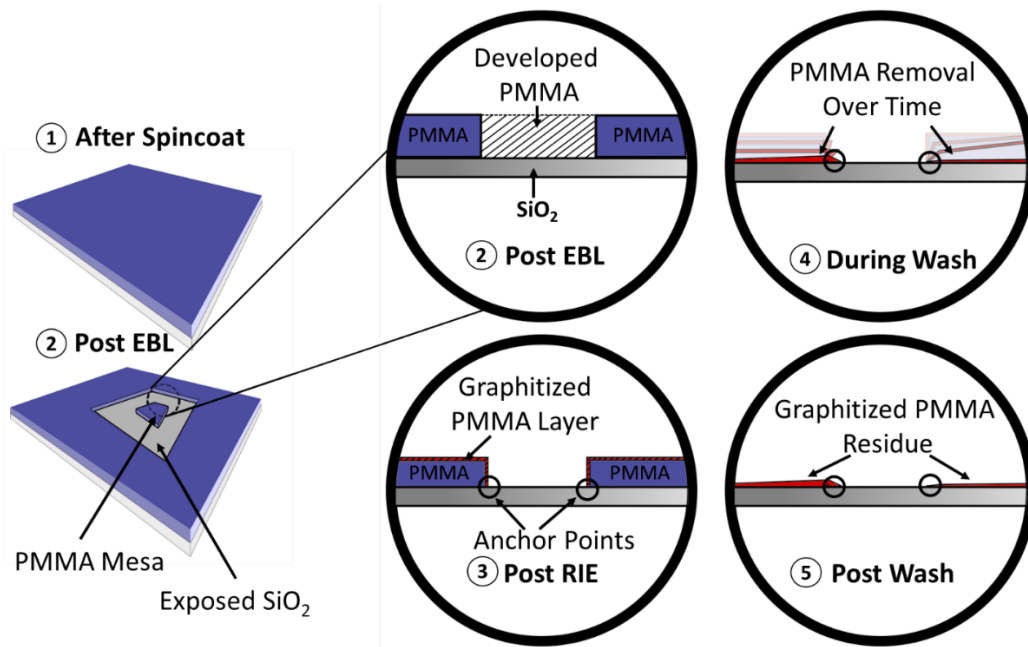 ① After Spincoat
② Post EBL
PMMA Mesa
Exposed SiO₂
Developed
PMMA
PMMA
PMMA
SiO₂
② Post EBL
Graphitized
PMMA Layer
PMMA
PMMA
Anchor Points
③ Post RIE
PMMA Removal
Over Time
④ During Wash
Graphitized PMMA
Residue
⑤ Post Wash